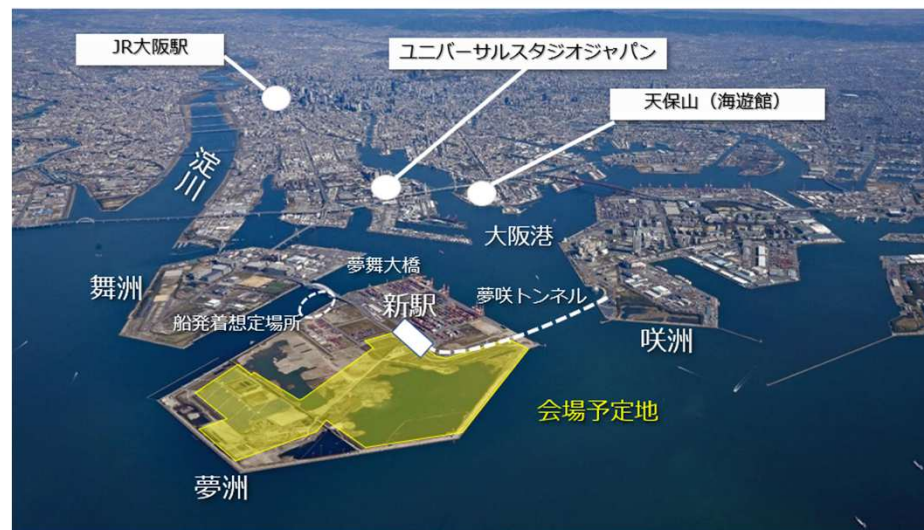 JR大阪駅
ユニバーサルスタジオジャパン
天保山（海遊館）
淀川
大阪港
舞洲
夢舞大橋
船発着想定場所
新駅
夢咲トンネル
咲洲
会場予定地
夢洲